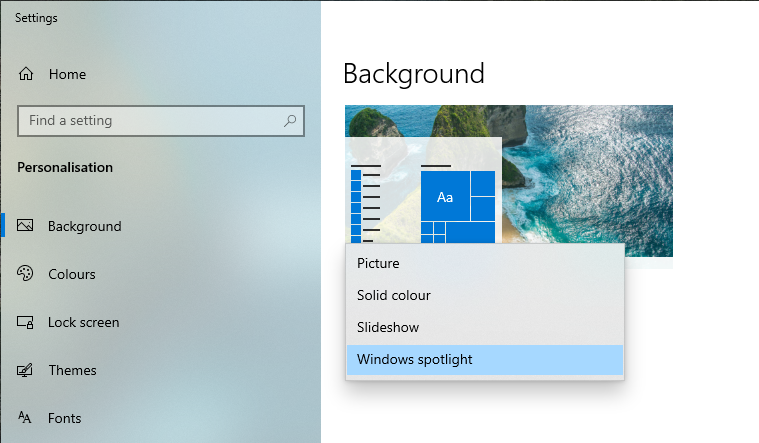 Settings
Home
Find a setting
Personalisation
Background
Colours
Lock screen
Themes
Fonts
Background
Aa
Picture
Solid colour
Slideshow
Windows spotlight